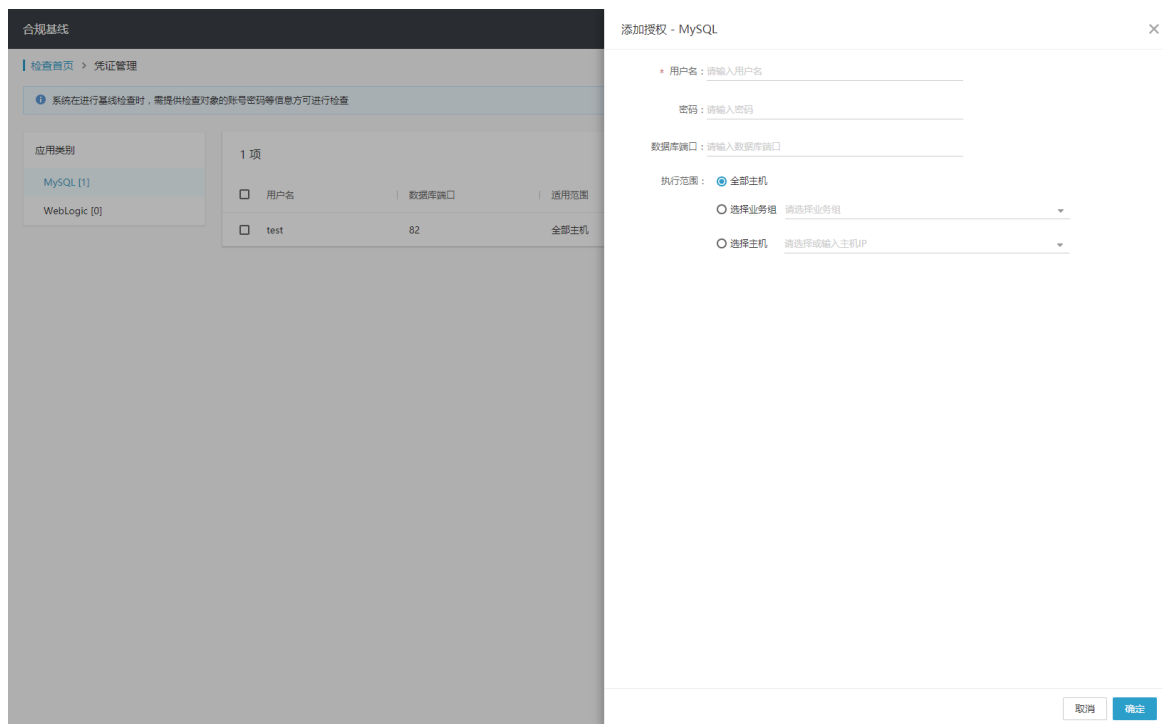 合规基线
检查首页 > 凭证管理
系统在进行基线检查时，需提供检查对象的账号密码等信息方可进行检查
应用类别
MySQL [1]
WebLogic [0]
1 项
用户名 数据库端口 适用范围
test 82 全部主机
添加授权 - MySQL
* 用户名： 请输入用户名
密码： 请输入密码
数据库端口： 请输入数据库端口
执行范围： 全部主机
选择业务组 请选择业务组
选择主机 请选择或输入主机IP
取消 确定